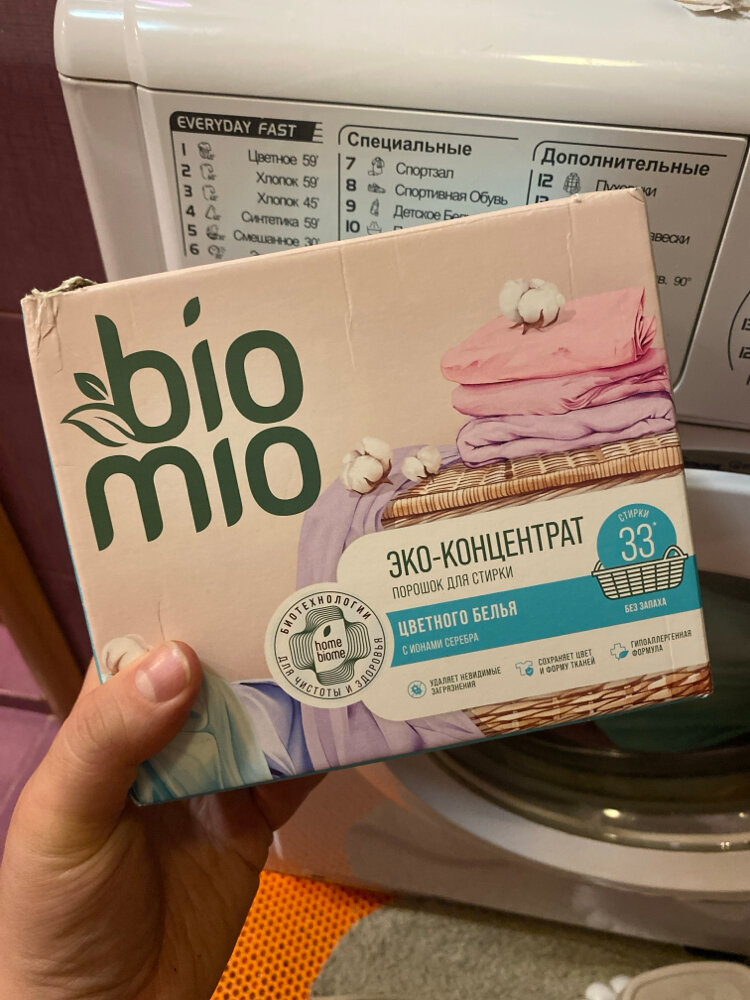 EVERYDAY FAST
1 Цветное 59'
2 Хлопок 59'
3 Хлопок 45'
4 Синтетика 59'
5 Смешанное 30'
6
Специальные
7 Спортзал
8 Спортивная Обувь
9 Детское
10
Дополнительные
12
90°
bio
mio
ЭКО-КОНЦЕНТРАТ
ПОРОШОК ДЛЯ СТИРКИ
ЦВЕТНОГО БЕЛЬЯ
С ИОНАМИ СЕРЕБРА
СТИРКИ
33*
БЕЗ ЗАПАХА
БИОТЕХНОЛОГИИ
home
biome
ДЛЯ ЧИСТОТЫ И ЗДОРОВЬЯ
УДАЛЯЕТ НЕВИДИМЫЕ
ЗАГРЯЗНЕНИЯ
СОХРАНЯЕТ ЦВЕТ
И ФОРМУ ТКАНЕЙ
ГИПОАЛЛЕРГЕННАЯ
ФОРМУЛА